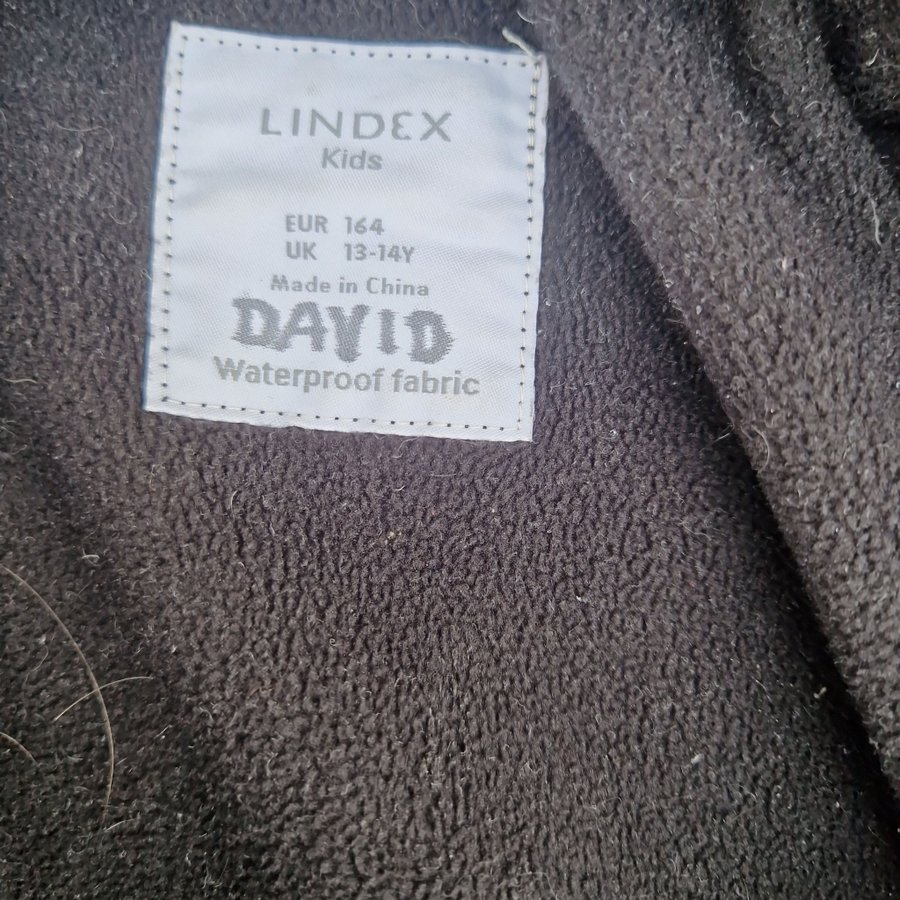 LINDEX
Kids
EUR 164
UK 13-14Y
Made in China
DAVID
Waterproof fabric